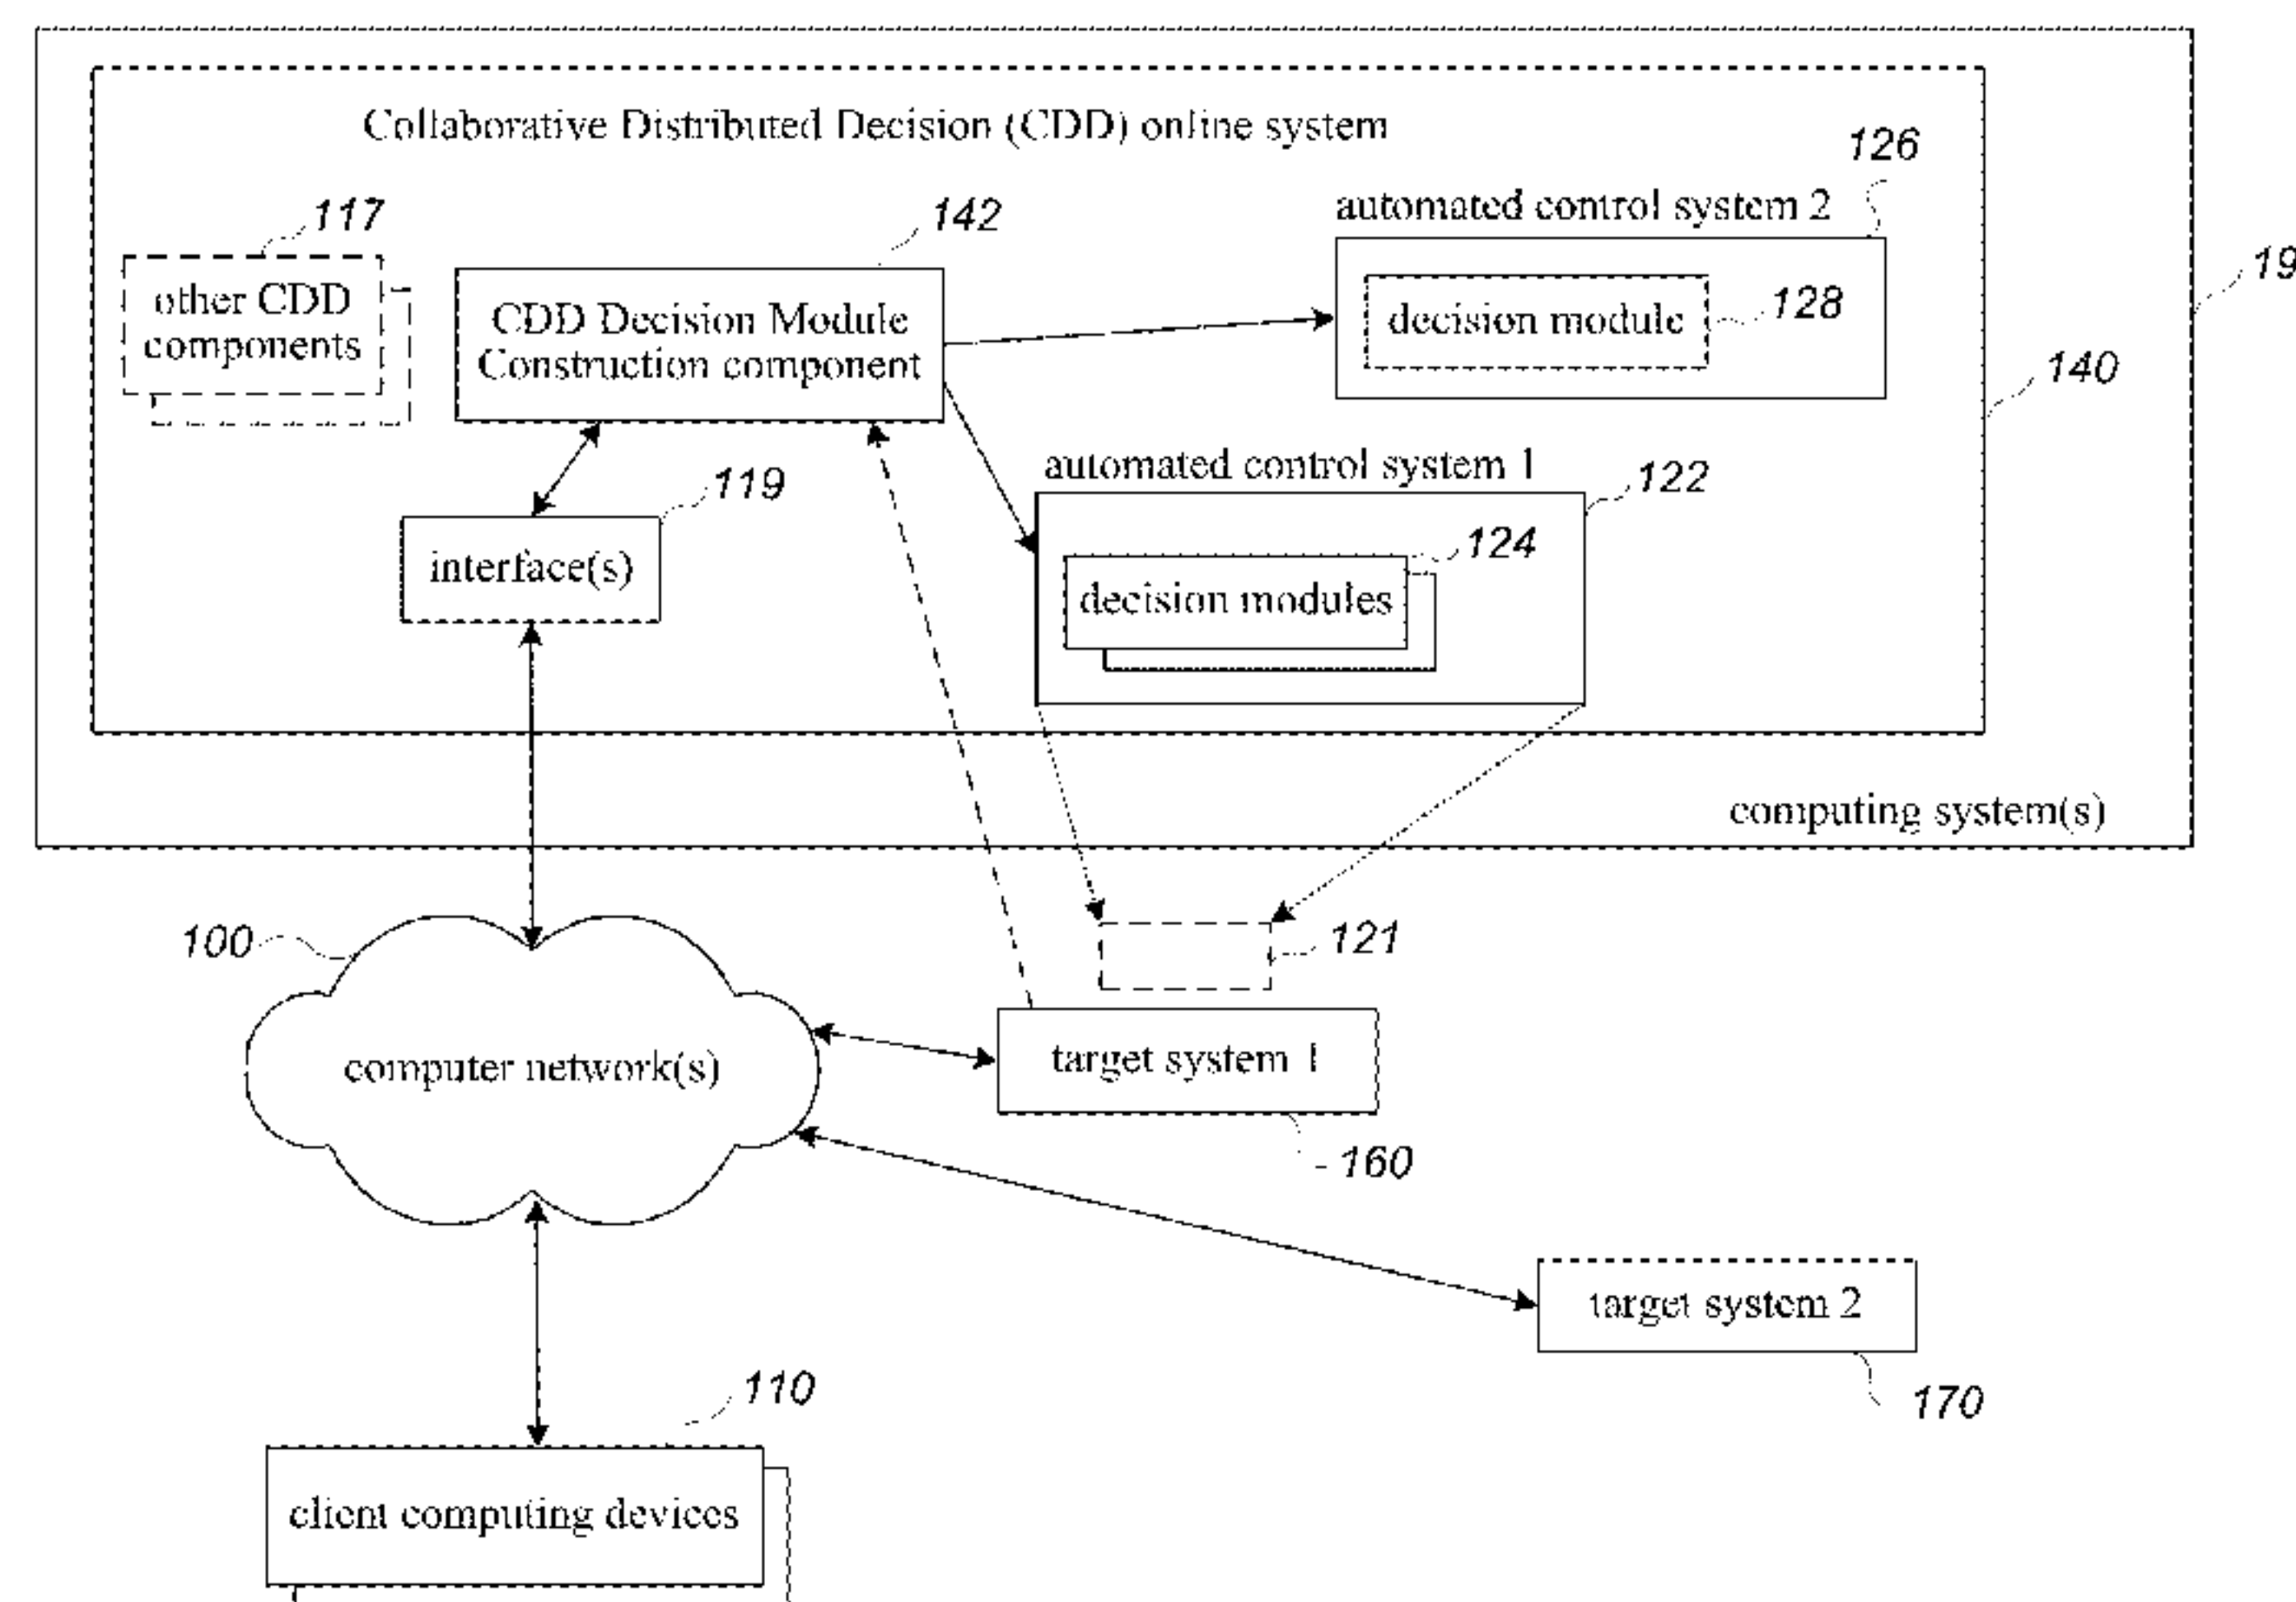 Collaborative Distributed Decision (CDD) online system
126
automated control system 2
117
142
19
other CDD
components
CDD Decision Module
Construction component
decision module
128
140
automated control system 1
119
122
124
interface(s)
decision modules
computing system(s)
100
121
computer network(s)
target system 1
160
target system 2
110
170
client computing devices